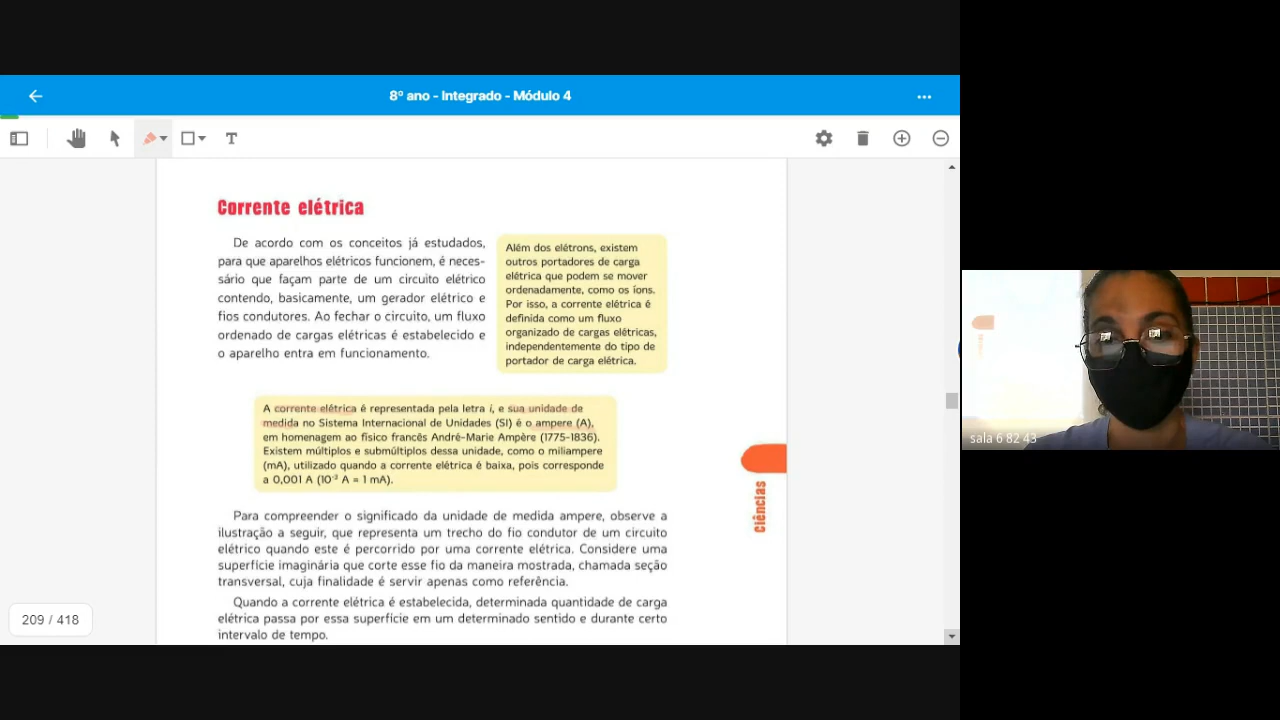 8º ano - Integrado - Módulo 4
T
Corrente elétrica
De acordo com os conceitos já estudados,
para que aparelhos elétricos funcionem, é neces-
sário que façam parte de um circuito elétrico
contendo, basicamente, um gerador elétrico e
fios condutores. Ao fechar o circuito, um fluxo
ordenado de cargas elétricas é estabelecido e
o aparelho entra em funcionamento.
Além dos elétrons, existem
outros portadores de carga
elétrica que podem se mover
ordenadamente, como os íons.
Por isso, a corrente elétrica é
definida como um fluxo
organizado de cargas elétricas,
independentemente do tipo de
portador de carga elétrica.
A corrente elétrica é representada pela letra i, e sua unidade de
medida no Sistema Internacional de Unidades (SI) é o ampere (A),
em homenagem ao físico francês André-Marie Ampère (1775-1836).
Existem múltiplos e submúltiplos dessa unidade, como o miliampere
(mA), utilizado quando a corrente elétrica é baixa, pois corresponde
a 0,001 A (10⁻³ A = 1 mA).
Para compreender o significado da unidade de medida ampere, observe a
ilustração a seguir, que representa um trecho do fio condutor de um circuito
elétrico quando este é percorrido por uma corrente elétrica. Considere uma
superfície imaginária que corte esse fio da maneira mostrada, chamada seção
transversal, cuja finalidade é servir apenas como referência.
Quando a corrente elétrica é estabelecida, determinada quantidade de carga
elétrica passa por essa superfície em um determinado sentido e durante certo
intervalo de tempo.
Ciências
209 / 418
sala 6 82 43